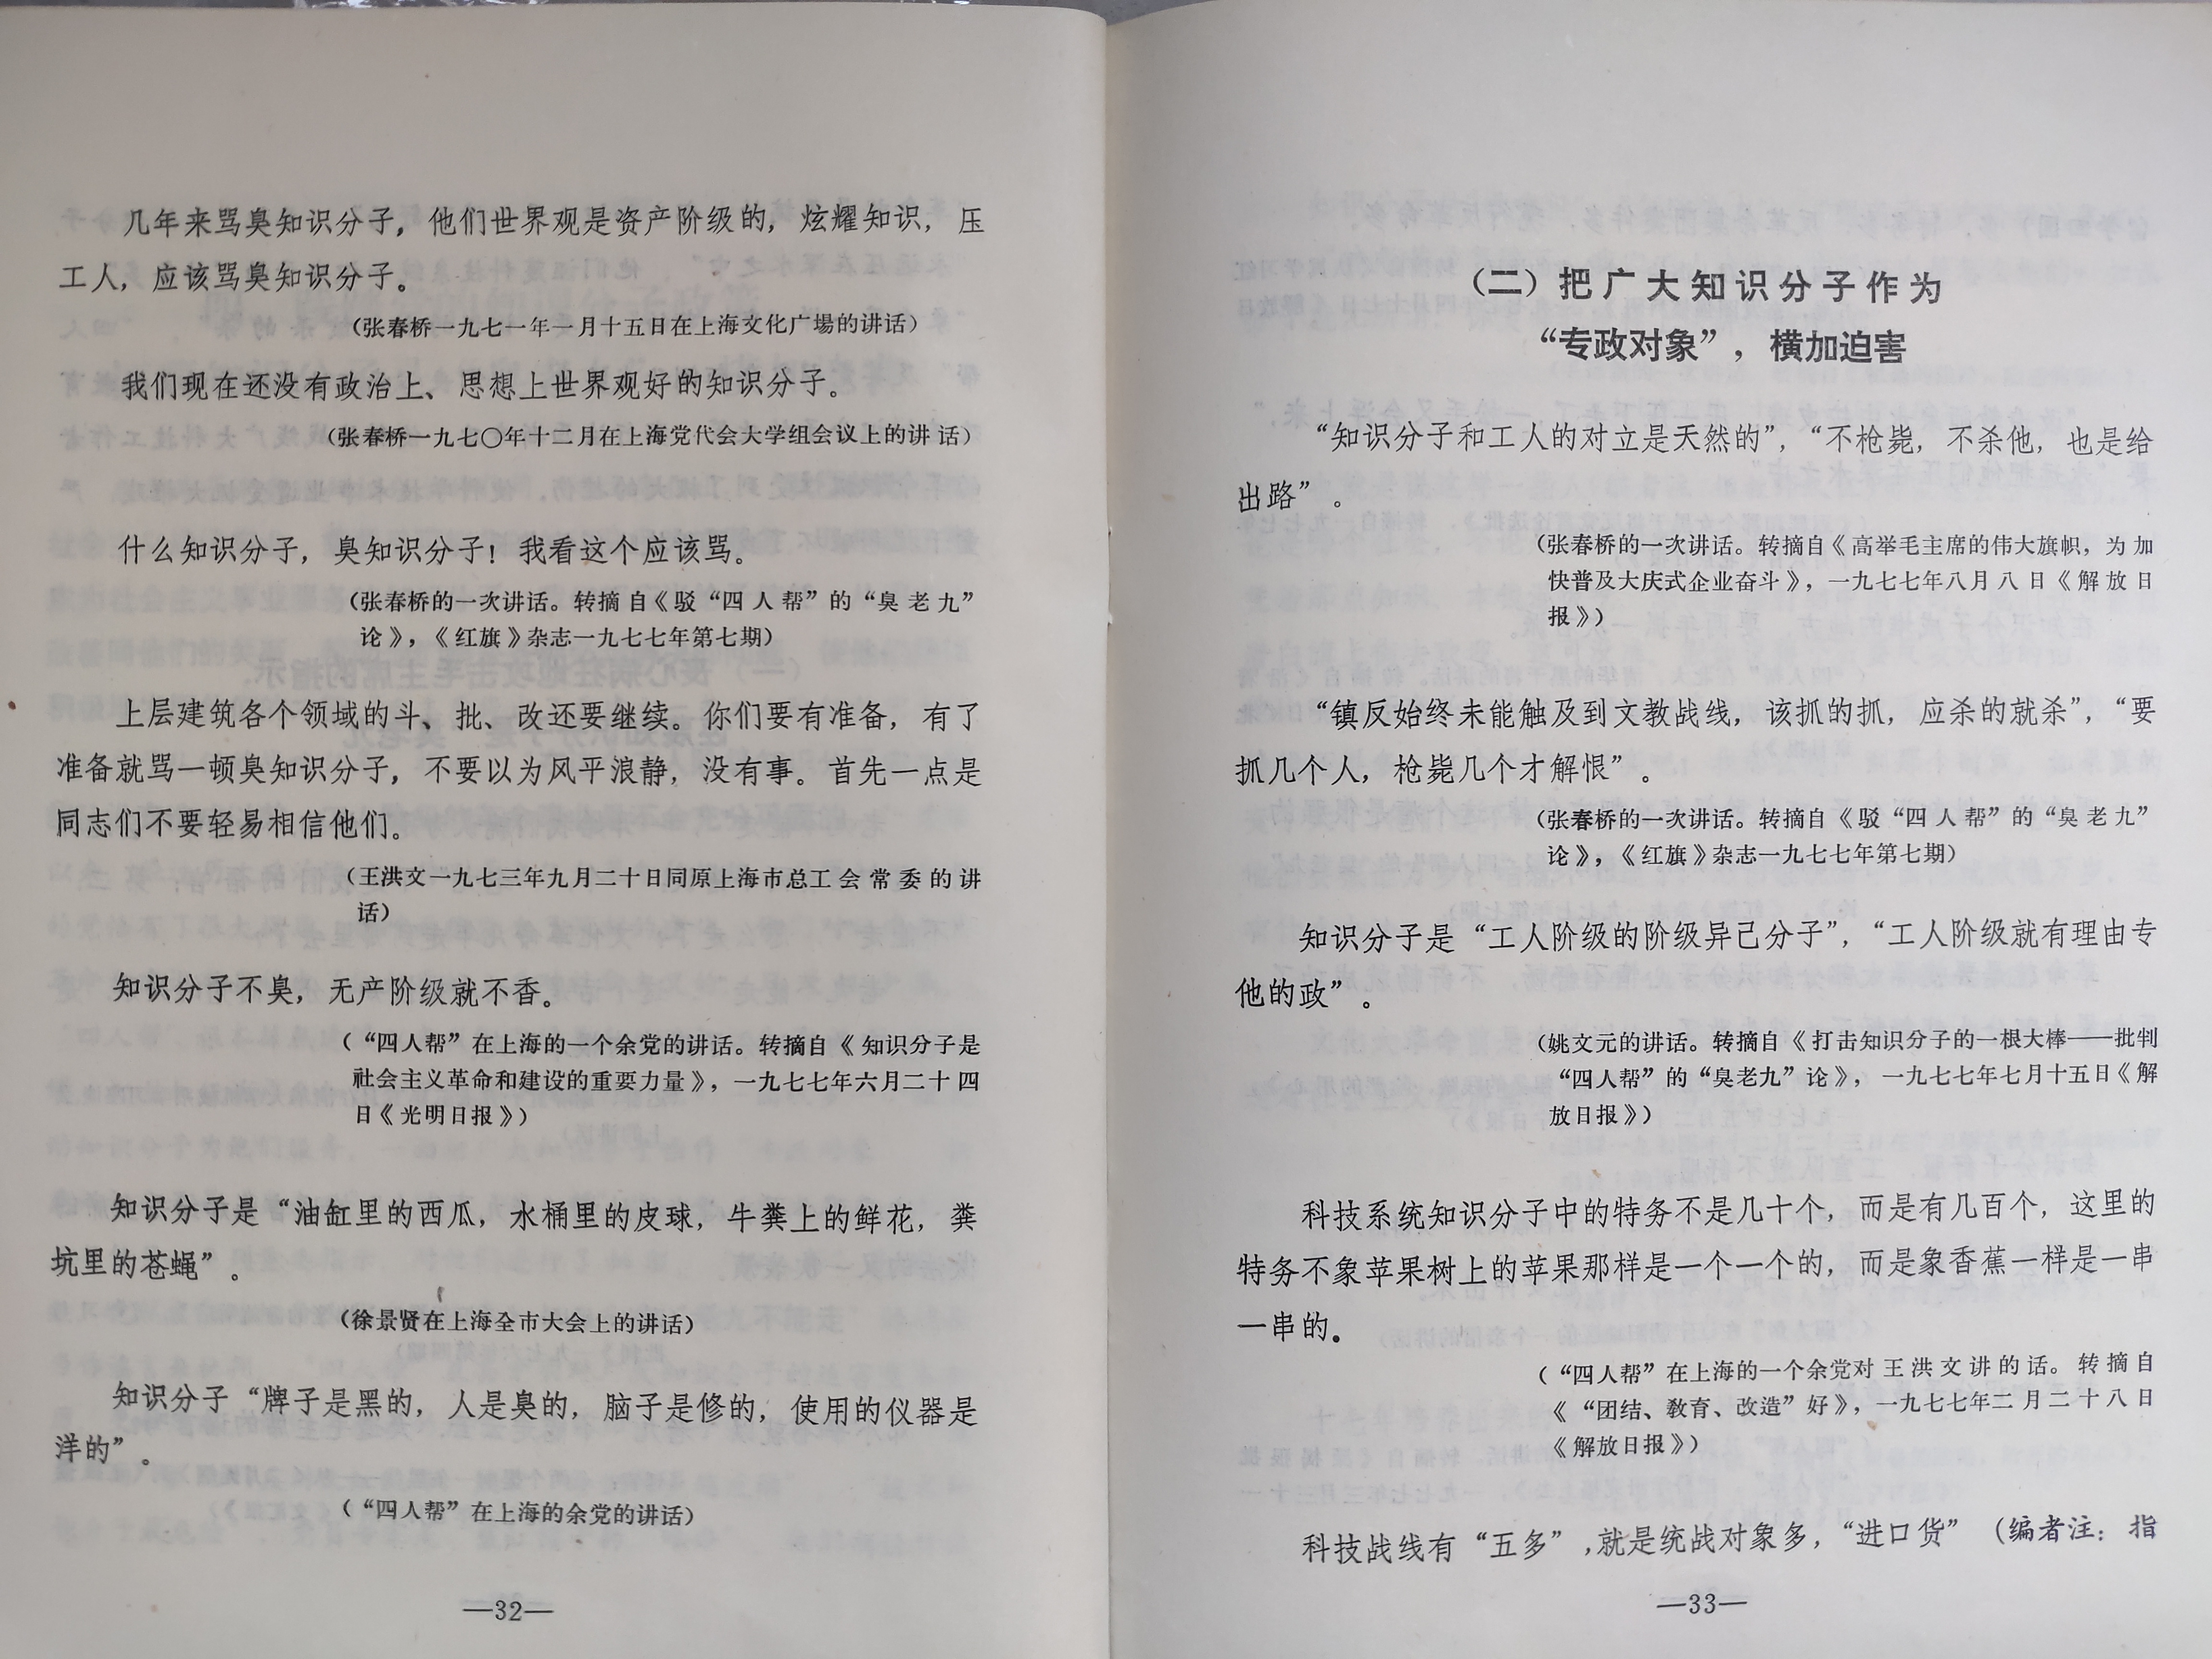 几年来骂臭知识分子，他们世界观是资产阶级的，炫耀知识，压
工人，应该骂臭知识分子。
（张春桥一九七一年一月十五日在上海文化广場的讲话）
我们现在还没有政治上、思想上世界观好的知识分子。
（张春桥一九七〇年十二月在上海党代会大学组会议上的讲话）
什么知识分子，臭知识分子！我看这个应该骂。
（张春桥的一次讲话。转摘自《驳“四人帮”的“臭老九”
论》，《红旗》杂志一九七七年第七期）
上层建筑各个领域的斗、批、改还要继续。你们要有准备，有了
准备就骂一顿臭知识分子，不要以为风平浪静，没有事。首先一点是
同志们不要轻易相信他们。
（王洪文一九七三年九月二十日同原上海市总工会常委的讲
话）
知识分子不臭，无产阶级就不香。
（“四人帮”在上海的一个余党的讲话。转摘自《知识分子是
社会主义革命和建设的重要力量》，一九七七年六月二十四
日《光明日报》）
知识分子是“油缸里的西瓜，水桶里的皮球，牛粪上的鲜花，粪
坑里的苍蝇”。
（徐景贤在上海全市大会上的讲话）
知识分子“牌子是黑的，人是臭的，脑子是修的，使用的仪器是
洋的”。
（“四人帮”在上海的余党的讲话）
—32—
（二）把广大知识分子作为
“专政对象”，横加迫害
“知识分子和工人的对立是天然的”，“不枪毙，不杀他，也是给
出路”。
（张春桥的一次讲话。转摘自《高举毛主席的伟大旗帜，为加
快普及大庆式企业奋斗》，一九七七年八月八日《解放日
报》）
“镇反始终未能触及到文教战线，该抓的抓，应杀的就杀”，“要
抓几个人，枪毙几个才解恨”。
（张春桥的一次讲话。转摘自《驳“四人帮”的“臭老九”
论》，《红旗》杂志一九七七年第七期）
知识分子是“工人阶级的阶级异己分子”，“工人阶级就有理由专
他的政”。
（姚文元的讲话。转摘自《打击知识分子的一根大棒——批判
“四人帮”的“臭老九”论》，一九七七年七月十五日《解
放日报》）
科技系统知识分子中的特务不是几十个，而是有几百个，这里的
特务不象苹果树上的苹果那样是一个一个的，而是象香蕉一样是一串
一串的。
（“四人帮”在上海的一个余党对王洪文讲的话。转摘自
《“团结、教育、改造”好》，一九七七年二月二十八日
《解放日报》）
科技战线有“五多”，就是统战对象多，“进口货”（编者注：指
—33—